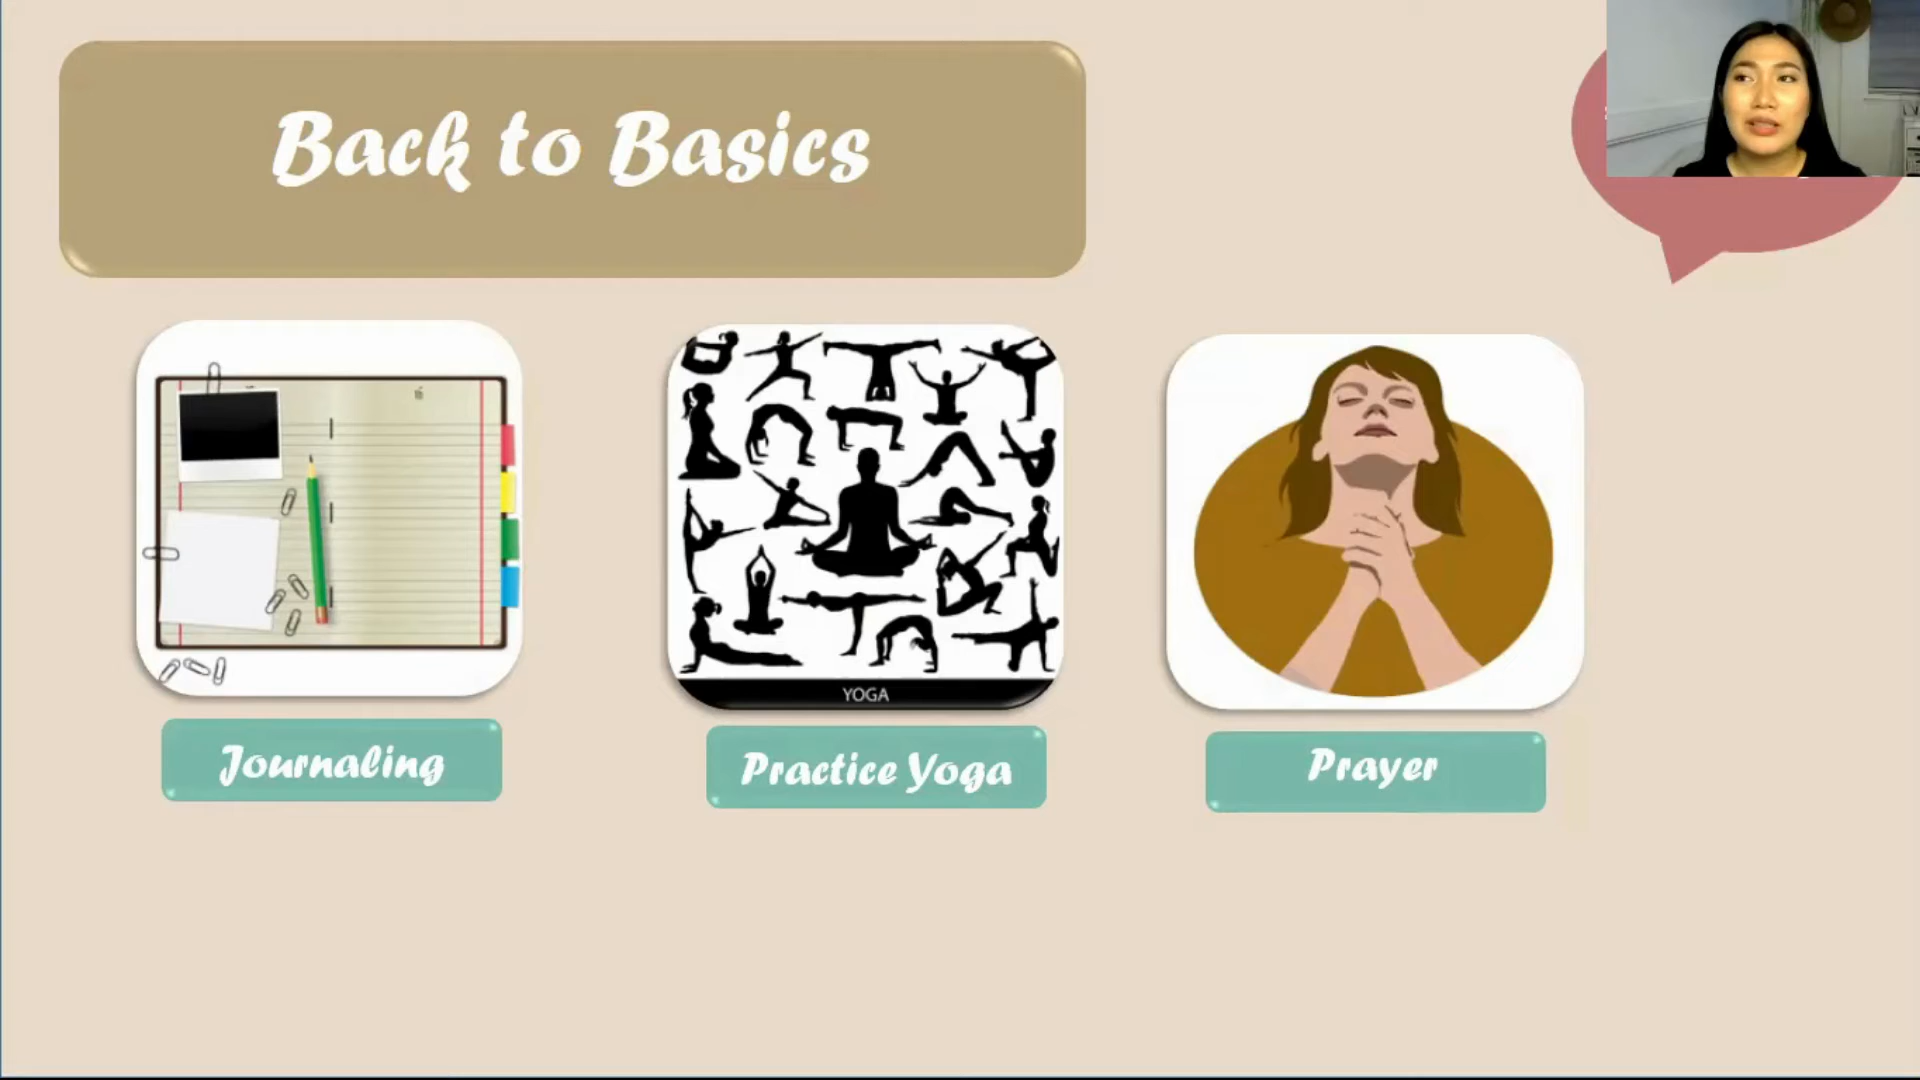 Back to Basics
YOGA
Journaling
Practice Yoga
Prayer